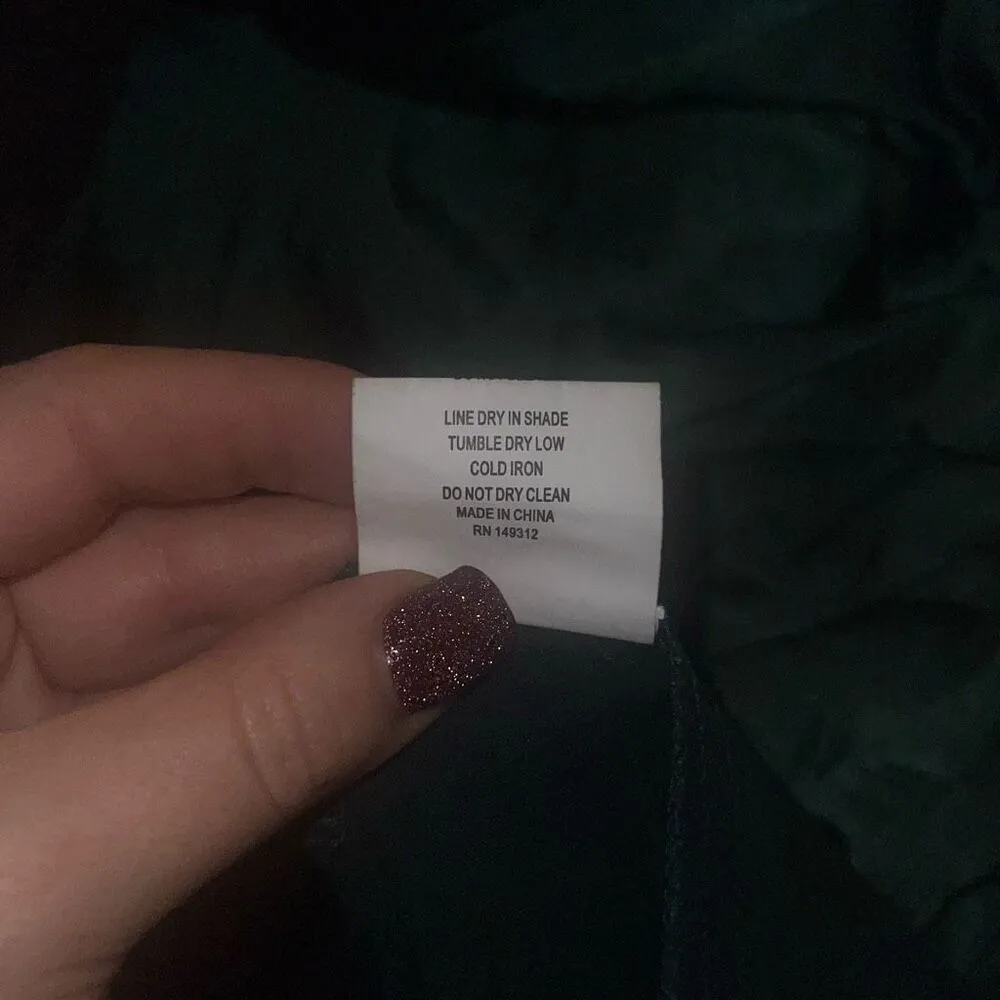 LINE DRY IN SHADE
TUMBLE DRY LOW
COLD IRON
DO NOT DRY CLEAN
MADE IN CHINA
RN 149312